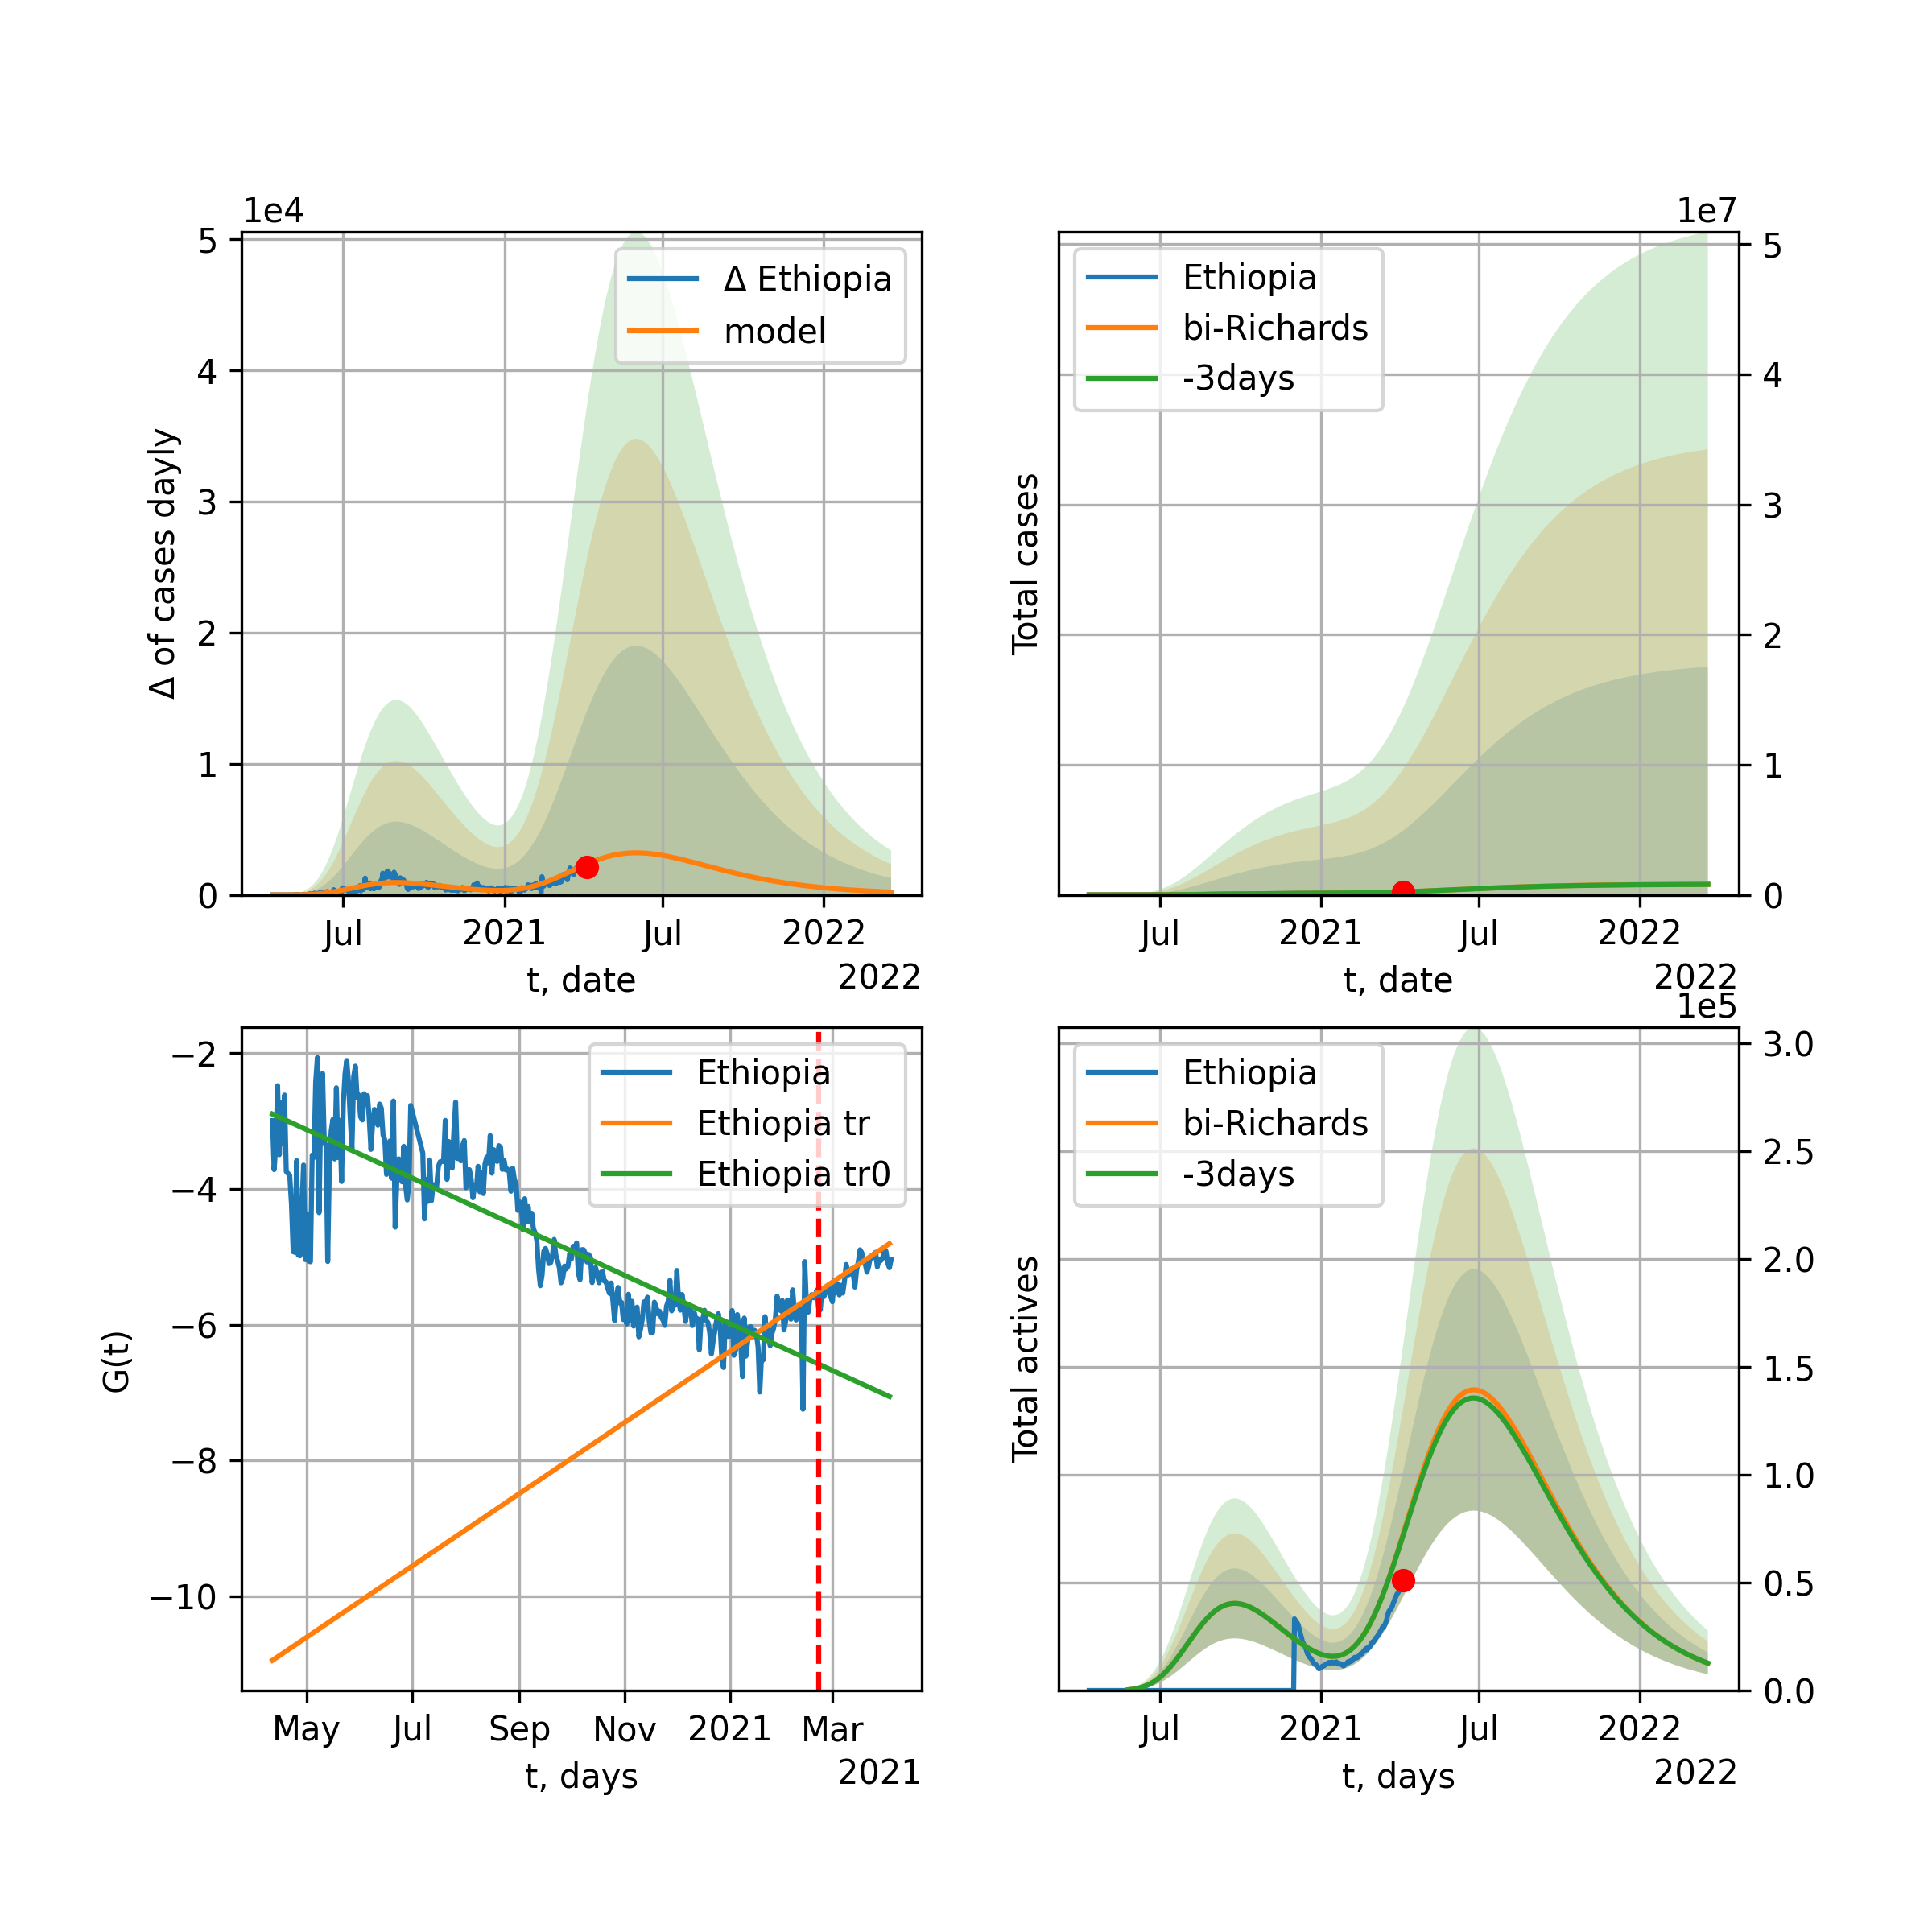 1e4
5
4
3
2
1
0
Δ of cases dayly
Δ Ethiopia
model
Jul
2021
Jul
2022
t, date
2022
1e7
5
4
3
2
1
0
Total cases
Ethiopia
bi-Richards
-3days
Jul
2021
Jul
2022
t, date
2022
−2
−4
−6
−8
−10
G(t)
Ethiopia
Ethiopia tr
Ethiopia tr0
May
Jul
Sep
Nov
2021
Mar
t, days
2021
1e5
3.0
2.5
2.0
1.5
1.0
0.5
0.0
Total actives
Ethiopia
bi-Richards
-3days
Jul
2021
Jul
2022
t, days
2022